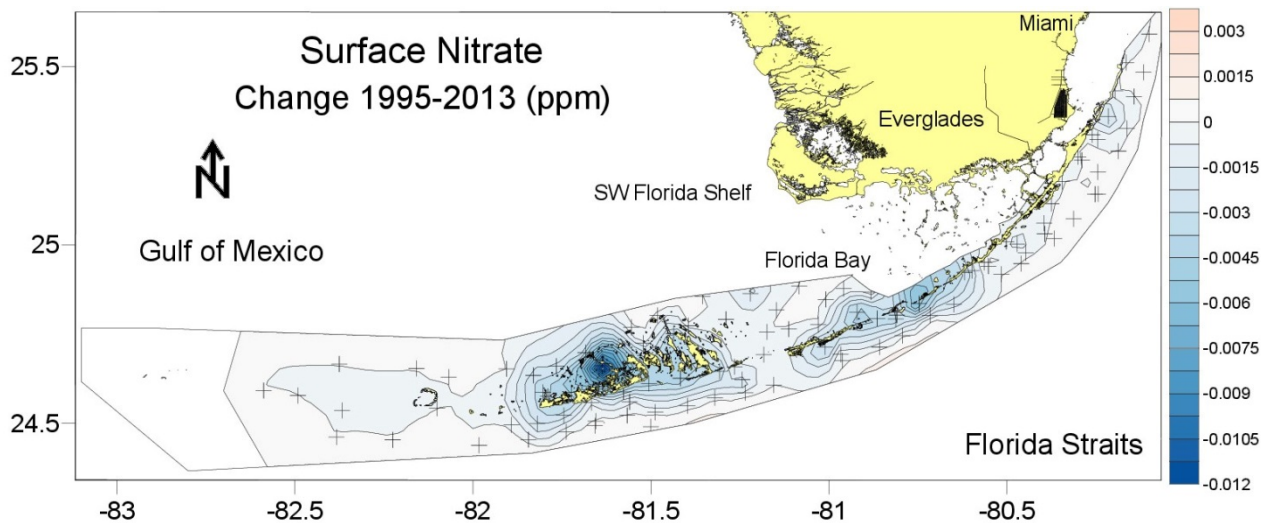 Surface Nitrate
Change 1995-2013 (ppm)
N
Miami
Everglades
SW Florida Shelf
Gulf of Mexico
Florida Bay
Florida Straits
25.5
25
24.5
-83
-82.5
-82
-81.5
-81
-80.5
0.003
0.0015
0
-0.0015
-0.003
-0.0045
-0.006
-0.0075
-0.009
-0.0105
-0.012